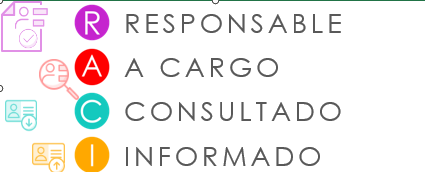 R RESPONSABLE
A A CARGO
C CONSULTADO
I INFORMADO